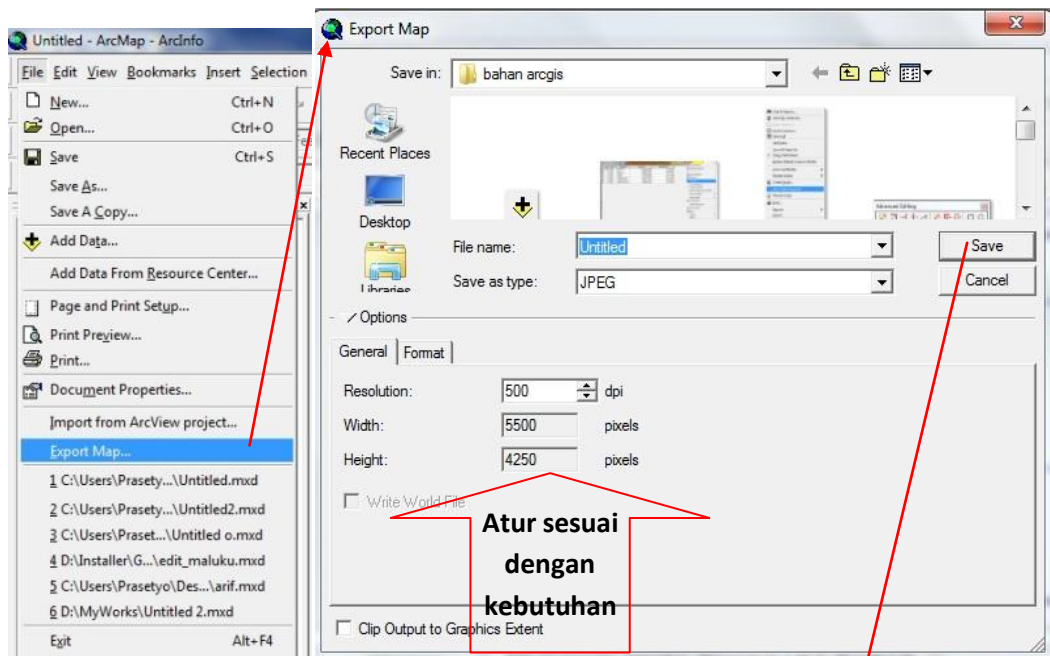 Untitled - ArcMap - ArcInfo
File Edit View Bookmarks Insert Selection
New... Ctrl+N
Open... Ctrl+O
Save Ctrl+S
Save As...
Save A Copy...
Add Data...
Add Data From Resource Center...
Page and Print Setup...
Print Preview...
Print...
Document Properties...
Import from ArcView project...
Export Map...
1 C:\Users\Prasety...\Untitled.mxd
2 C:\Users\Prasety...\Untitled2.mxd
3 C:\Users\Praset...\Untitled o.mxd
4 D:\Installer\G...\edit_maluku.mxd
5 C:\Users\Prasetyo\Des...\arif.mxd
6 D:\MyWorks\Untitled 2.mxd
Exit Alt+F4
Export Map
Save in: bahan arcgis
Recent Places
Desktop
Libraries
File name: Untitled Save
Save as type: JPEG Cancel
Options
General Format
Resolution: 500 dpi
Width: 5500 pixels
Height: 4250 pixels
Write World File
Atur sesuai
dengan
kebutuhan
Clip Output to Graphics Extent